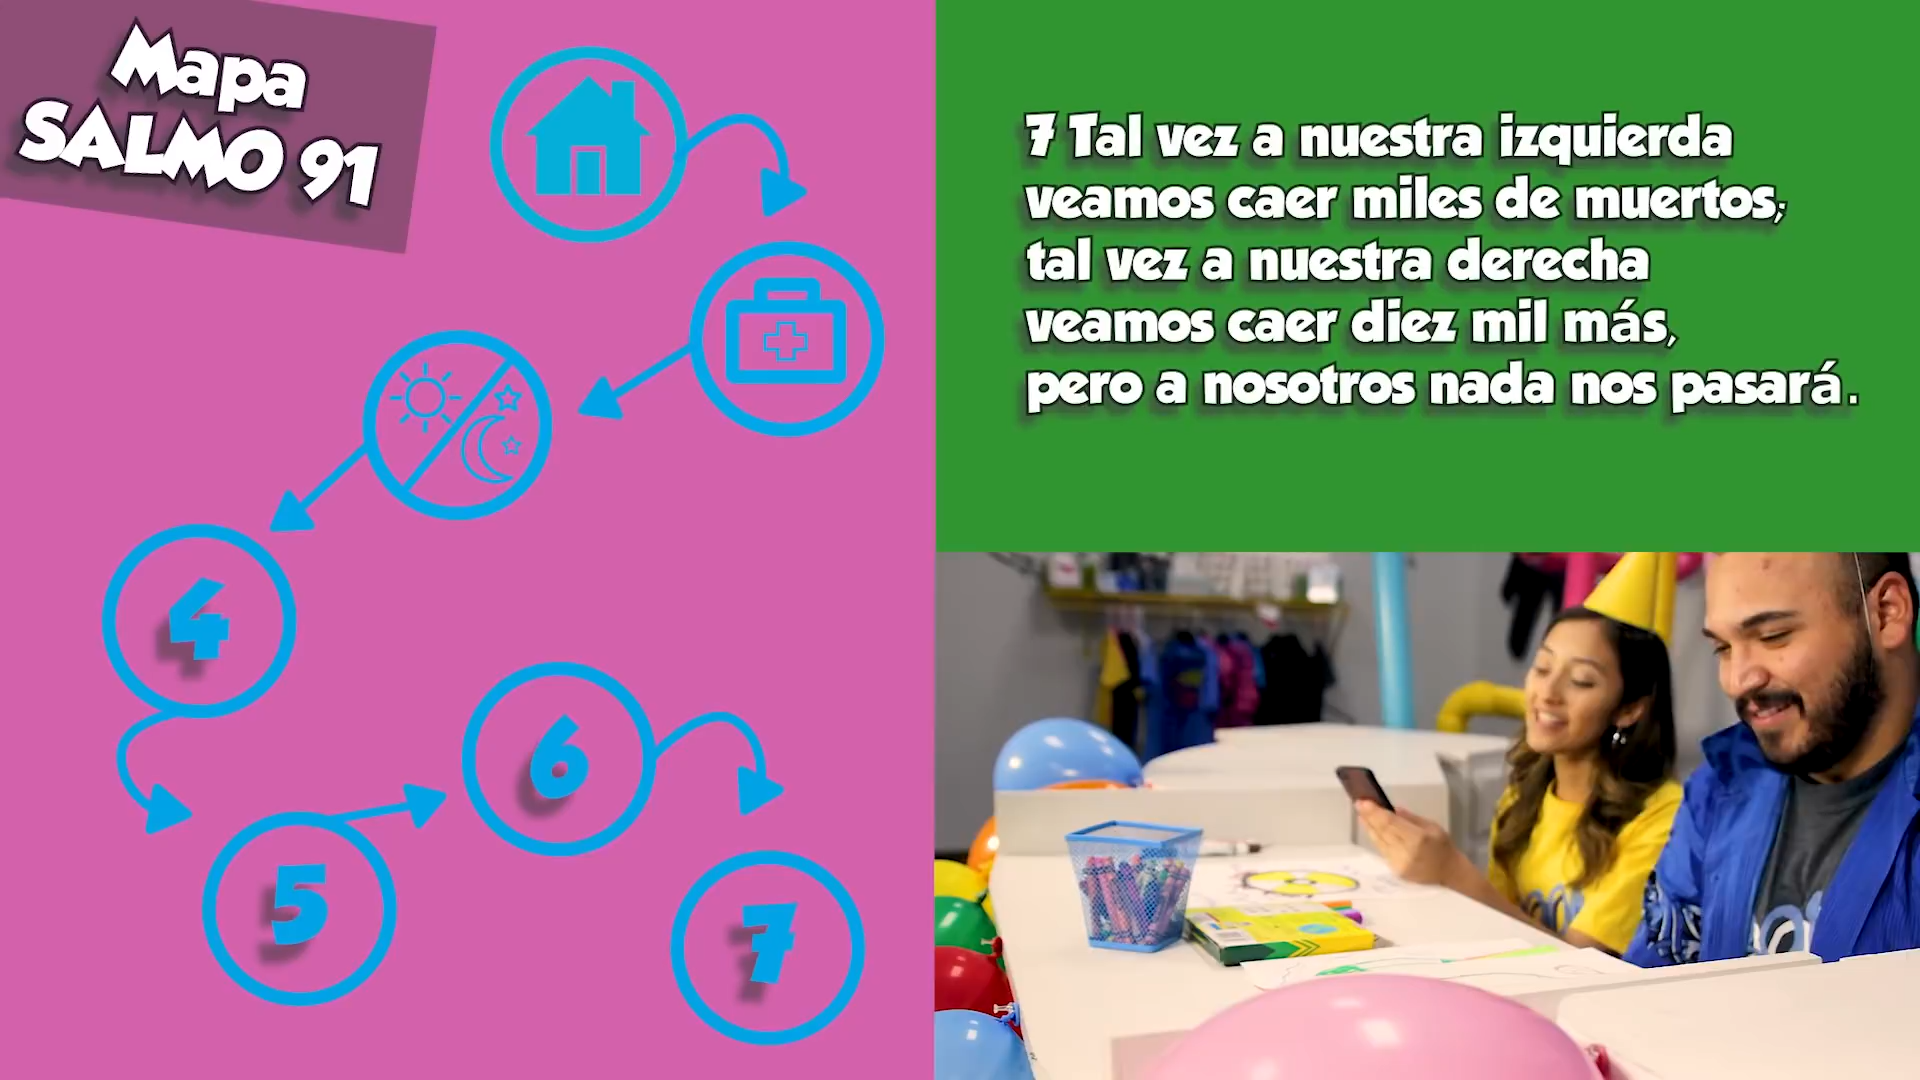 Mapa
SALMO 91
7 Tal vez a nuestra izquierda
veamos caer miles de muertos;
tal vez a nuestra derecha
veamos caer diez mil más,
pero a nosotros nada nos pasará.
4
5
6
7